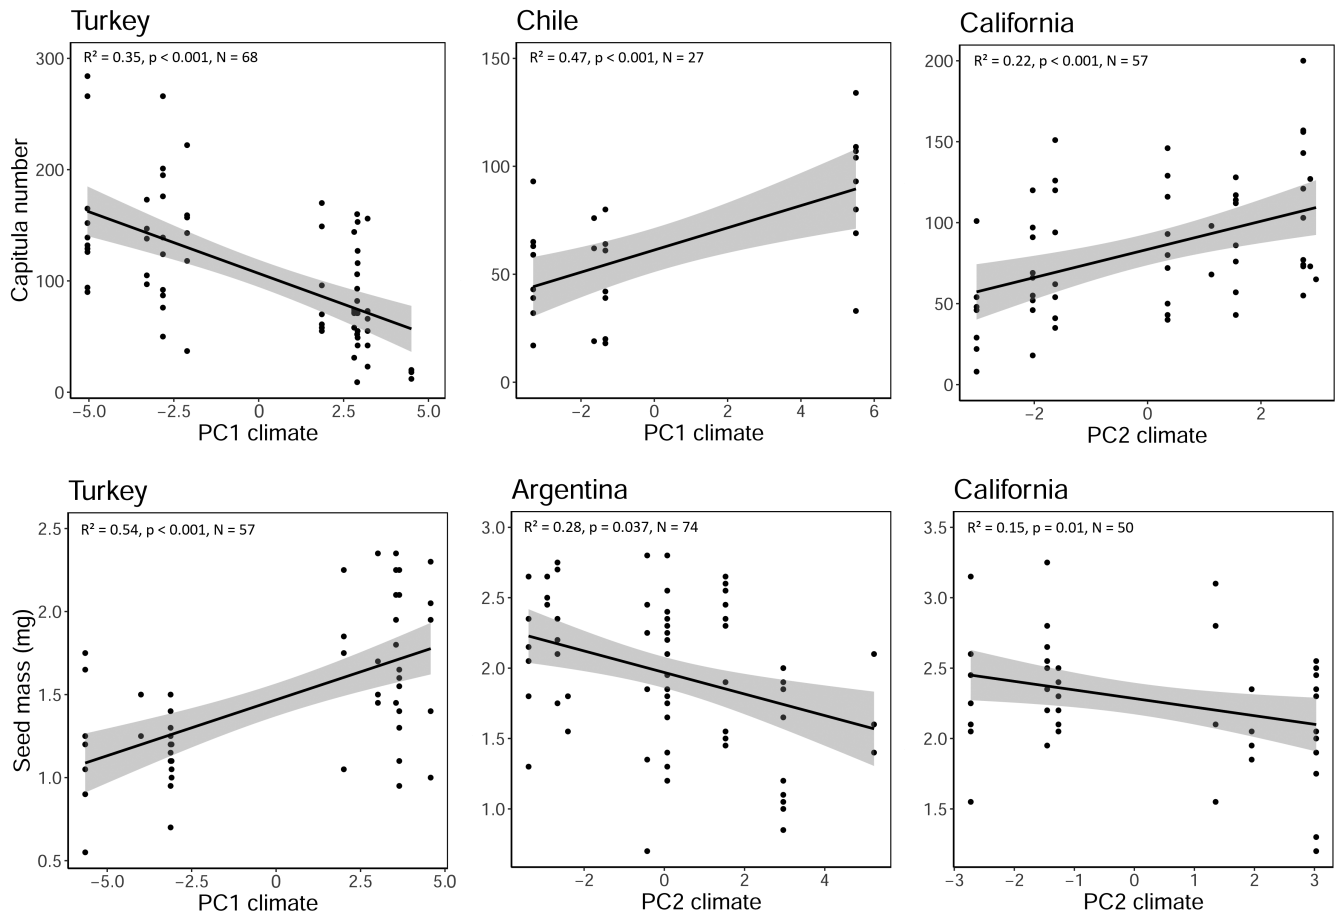 Turkey
R² = 0.35, p < 0.001, N = 68
Capitula number
300
200
100
0
−5.0 −2.5 0 2.5 5.0
PC1 climate
Chile
R² = 0.47, p < 0.001, N = 27
150
100
50
0
−2 0 2 4 6
PC1 climate
California
R² = 0.22, p < 0.001, N = 57
200
150
100
50
0
−2 0 2
PC2 climate
Turkey
R² = 0.54, p < 0.001, N = 57
Seed mass (mg)
2.5
2.0
1.5
1.0
0.5
−5.0 −2.5 0 2.5 5.0
PC1 climate
Argentina
R² = 0.28, p = 0.037, N = 74
3.0
2.5
2.0
1.5
1.0
−2 0 2 4
PC2 climate
California
R² = 0.15, p = 0.01, N = 50
3.5
3.0
2.5
2.0
1.5
−3 −2 −1 0 1 2 3
PC2 climate